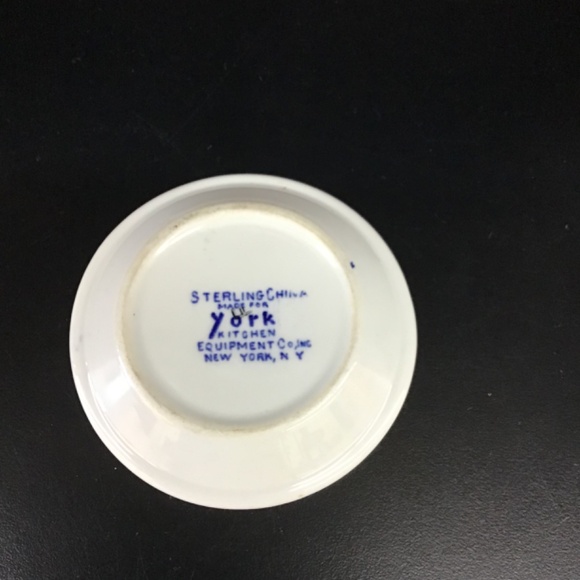 STERLING CHINA
MADE FOR
york
KITCHEN
EQUIPMENT Co, INC
NEW YORK, N Y